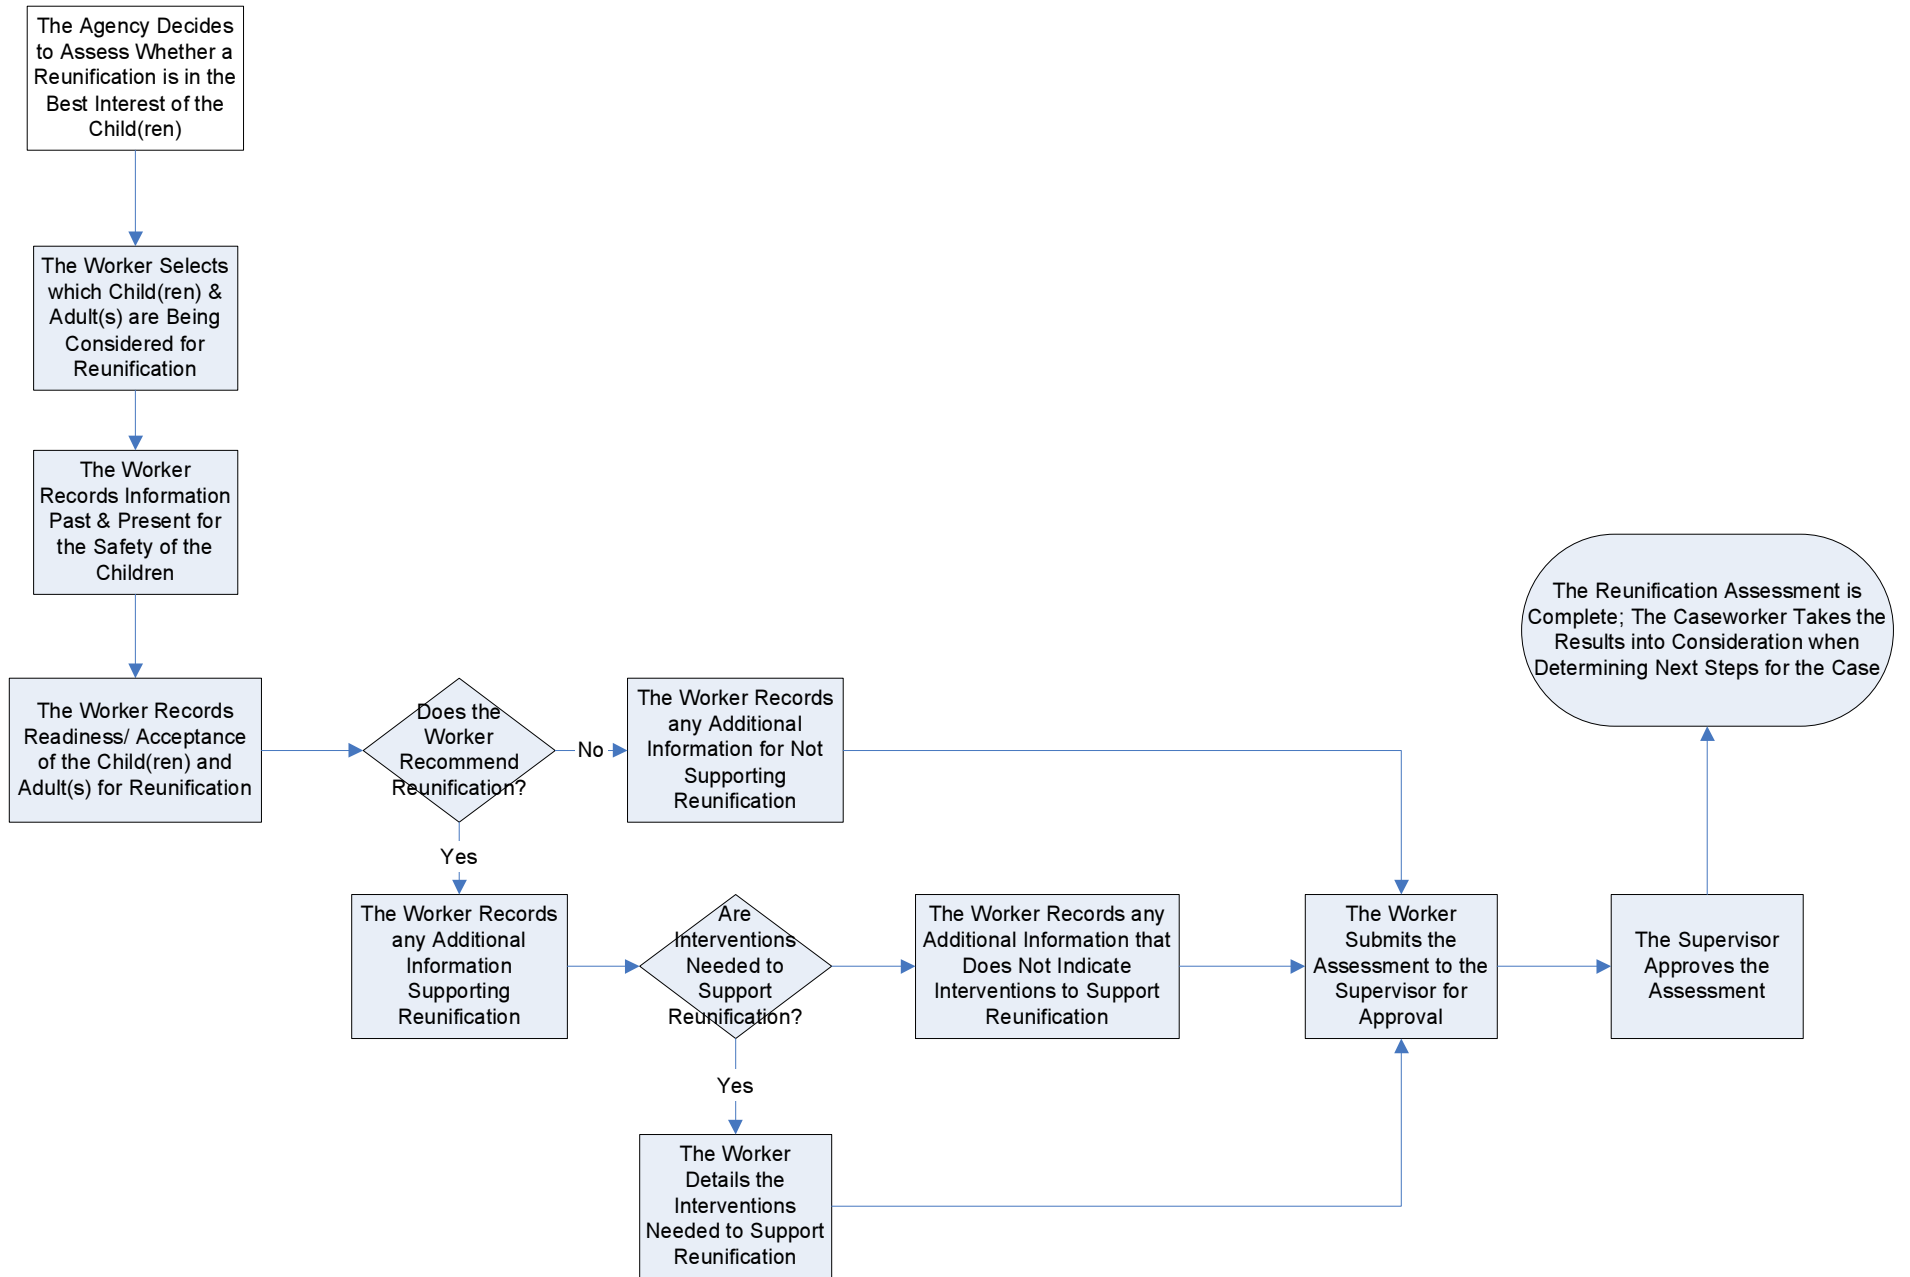 The Agency Decides
to Assess Whether a
Reunification is in the
Best Interest of the
Child(ren)
The Worker Selects
which Child(ren) &
Adult(s) are Being
Considered for
Reunification
The Worker
Records Information
Past & Present for
the Safety of the
Children
The Worker Records
Readiness/ Acceptance
of the Child(ren) and
Adult(s) for Reunification
Does the
Worker
Recommend
Reunification?
No
The Worker Records
any Additional
Information for Not
Supporting
Reunification
Yes
The Worker Records
any Additional
Information
Supporting
Reunification
Are
Interventions
Needed to
Support
Reunification?
The Worker Records any
Additional Information that
Does Not Indicate
Interventions to Support
Reunification
Yes
The Worker
Details the
Interventions
Needed to Support
Reunification
The Worker
Submits the
Assessment to the
Supervisor for
Approval
The Supervisor
Approves the
Assessment
The Reunification Assessment is
Complete; The Caseworker Takes the
Results into Consideration when
Determining Next Steps for the Case